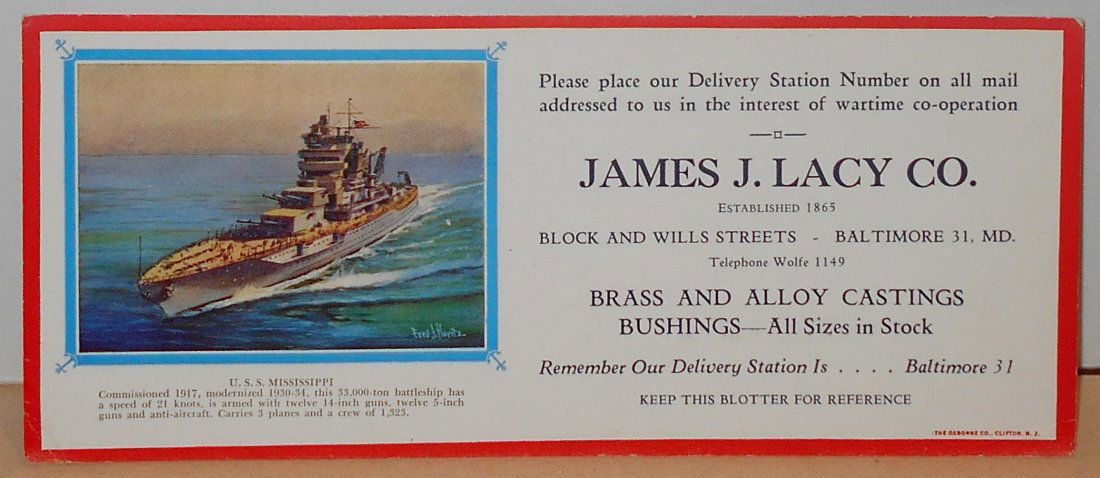 Fred J. Hoertz
U. S. S. MISSISSIPPI
Commissioned 1917, modernized 1930-34, this 33,000-ton battleship has
a speed of 21 knots, is armed with twelve 14-inch guns, twelve 5-inch
guns and anti-aircraft. Carries 3 planes and a crew of 1,323.
Please place our Delivery Station Number on all mail
addressed to us in the interest of wartime co-operation
JAMES J. LACY CO.
ESTABLISHED 1865
BLOCK AND WILLS STREETS - BALTIMORE 31, MD.
Telephone Wolfe 1149
BRASS AND ALLOY CASTINGS
BUSHINGS—All Sizes in Stock
Remember Our Delivery Station Is . . . . Baltimore 31
KEEP THIS BLOTTER FOR REFERENCE
THE OSBORNE CO., CLIFTON, N. J.